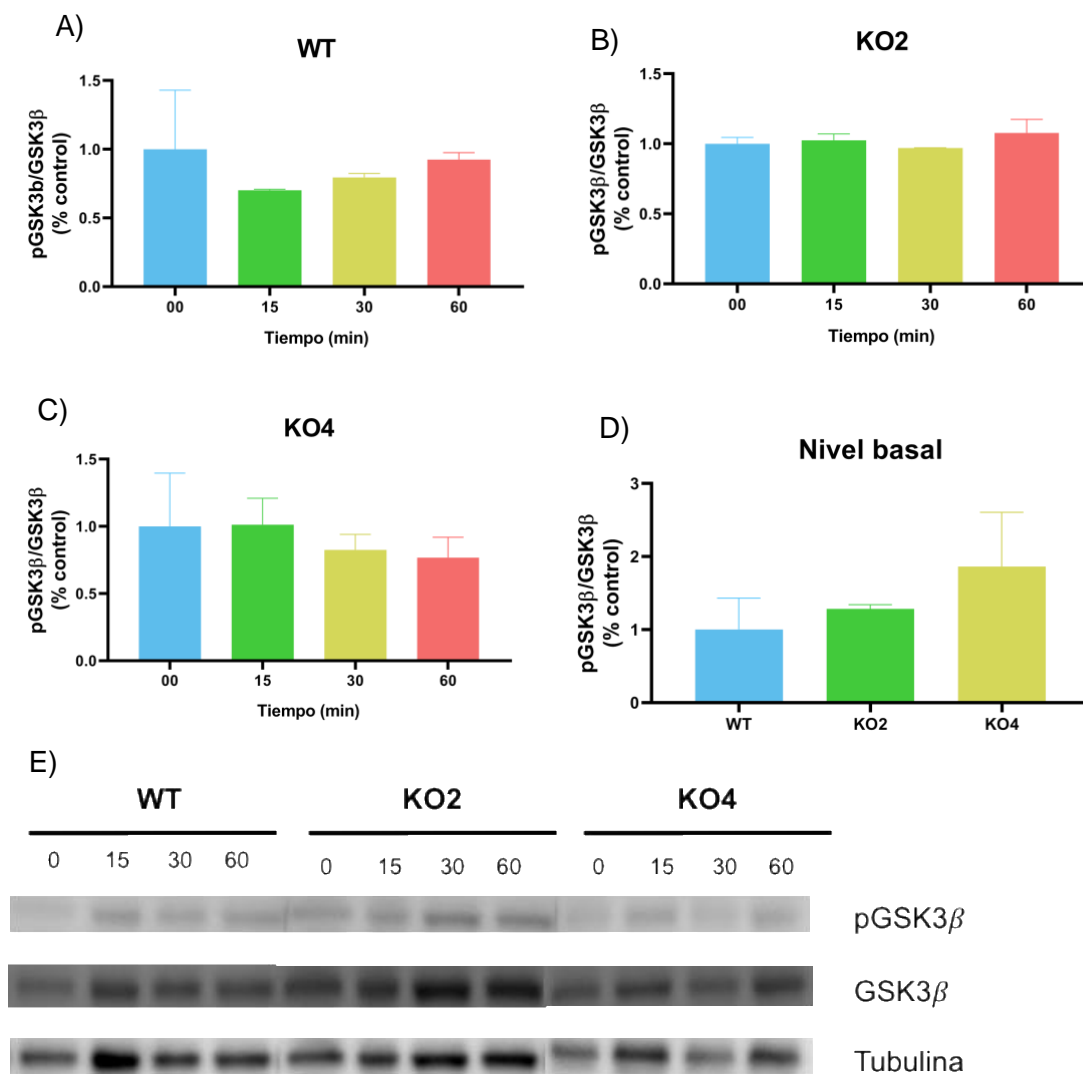 A)
WT
pGSK3b/GSK3β
(% control)
1.5
1.0
0.5
0.0
00 15 30 60
Tiempo (min)
B)
KO2
pGSK3β/GSK3β
(% control)
1.5
1.0
0.5
0.0
00 15 30 60
Tiempo (min)
C)
KO4
pGSK3β/GSK3β
(% control)
1.5
1.0
0.5
0.0
00 15 30 60
Tiempo (min)
D)
Nivel basal
pGSK3β/GSK3β
(% control)
3
2
1
0
WT KO2 KO4
E)
WT KO2 KO4
0 15 30 60 0 15 30 60 0 15 30 60
pGSK3β
GSK3β
Tubulina